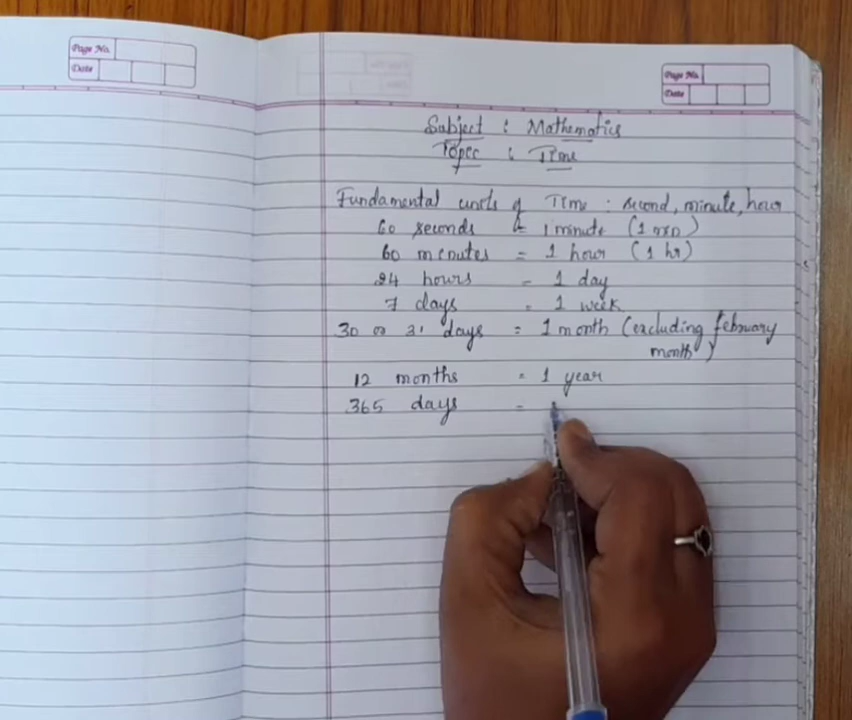 Page No.
Date
Page No.
Date
Subject : Mathematics
Topic : Time
Fundamental units of Time : second, minute, hour
60 seconds = 1 minute (1 min)
60 minutes = 1 hour (1 hr)
24 hours = 1 day
7 days = 1 week
30 or 31 days = 1 month (excluding february
month)
12 months = 1 year
365 days =